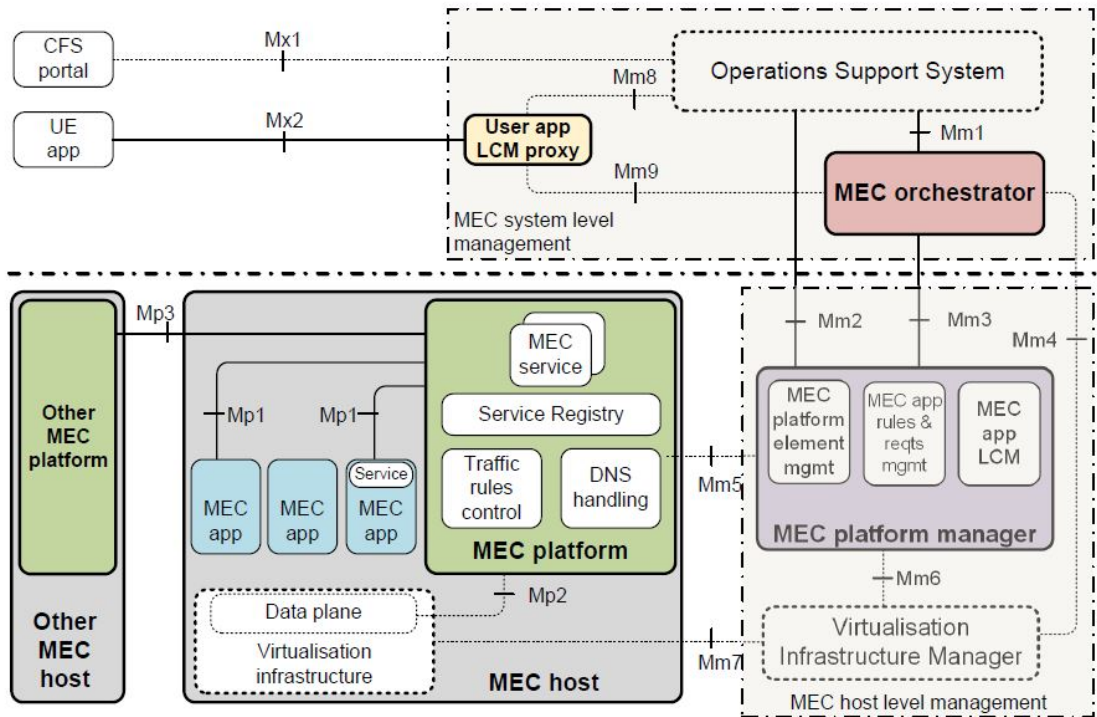 CFS
portal
Mx1
Operations Support System
Mm8
UE
app
Mx2
User app
LCM proxy
Mm1
Mm9
MEC orchestrator
MEC system level
management
Mp3
Mm2
Mm3
Mm4
Other
MEC
platform
Other
MEC
host
Mp1
Mp1
MEC
app
MEC
app
Service
MEC
app
MEC
service
Service Registry
Traffic
rules
control
DNS
handling
MEC platform
Mp2
Data plane
Virtualisation
infrastructure
MEC host
Mm5
MEC
platform
element
mgmt
MEC app
rules &
reqts
mgmt
MEC
app
LCM
MEC platform manager
Mm6
Mm7
Virtualisation
Infrastructure Manager
MEC host level management